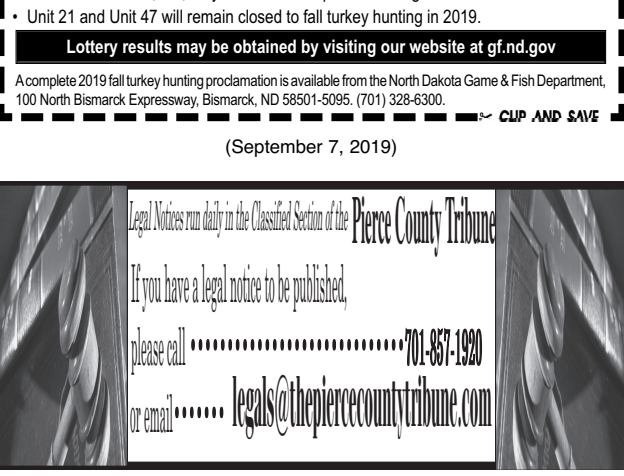 • Unit 21 and Unit 47 will remain closed to fall turkey hunting in 2019.
Lottery results may be obtained by visiting our website at gf.nd.gov
A complete 2019 fall turkey hunting proclamation is available from the North Dakota Game & Fish Department,
100 North Bismarck Expressway, Bismarck, ND 58501-5095. (701) 328-6300.
CLIP AND SAVE
(September 7, 2019)
Legal Notices run daily in the Classified Section of the Pierce County Tribune
If you have a legal notice to be published,
please call •••••••••••••••••••••••••••701-857-1920
or email••••••• legals@thepiercecountytribune.com